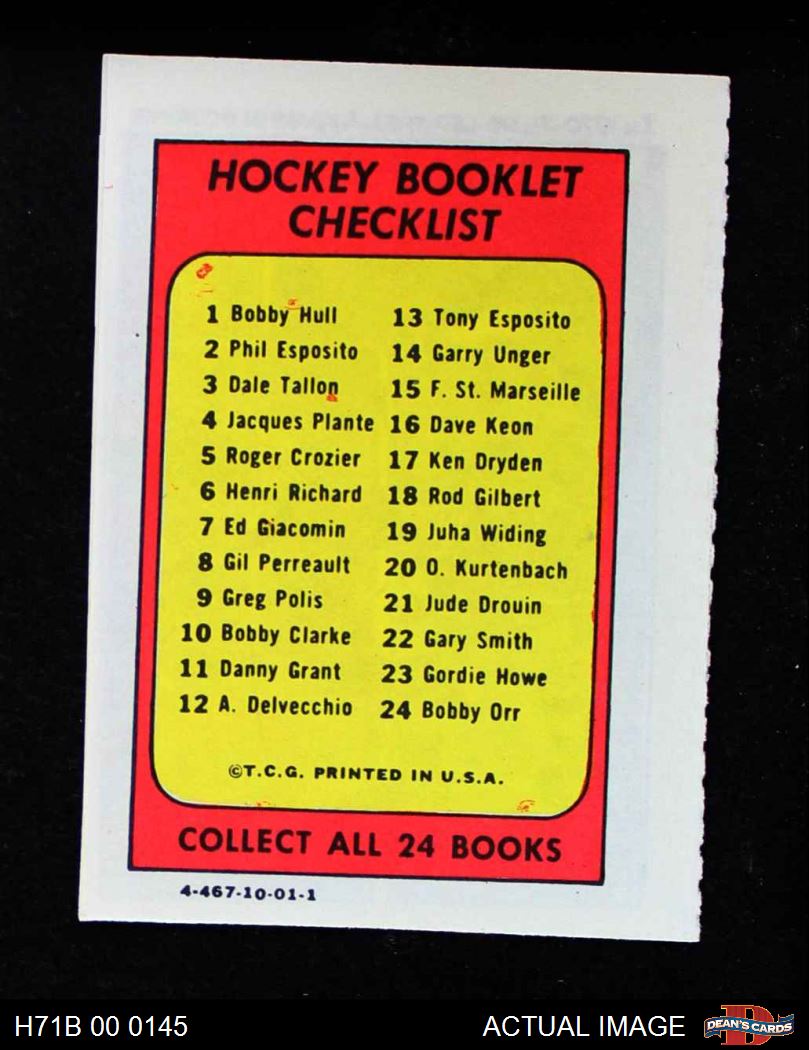 HOCKEY BOOKLET
CHECKLIST
1 Bobby Hull
2 Phil Esposito
3 Dale Tallon
4 Jacques Plante
5 Roger Crozier
6 Henri Richard
7 Ed Giacomin
8 Gil Perreault
9 Greg Polis
10 Bobby Clarke
11 Danny Grant
12 A. Delvecchio
13 Tony Esposito
14 Garry Unger
15 F. St. Marseille
16 Dave Keon
17 Ken Dryden
18 Rod Gilbert
19 Juha Widing
20 O. Kurtenbach
21 Jude Drouin
22 Gary Smith
23 Gordie Howe
24 Bobby Orr
©T.C.G. PRINTED IN U.S.A.
COLLECT ALL 24 BOOKS
4-467-10-01-1
H71B 00 0145
ACTUAL IMAGE
DEAN'S CARDS